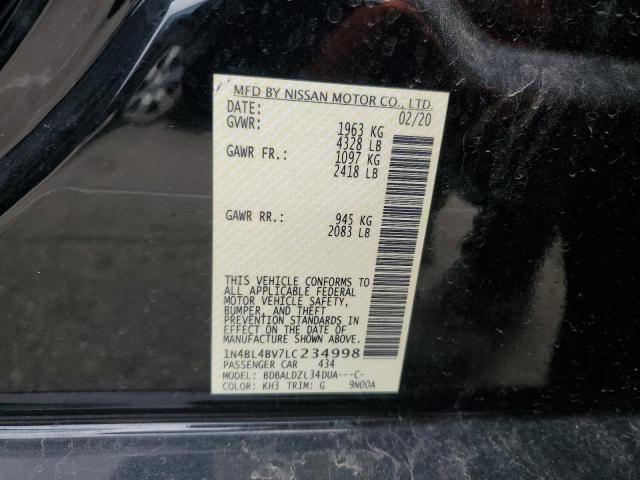 MFD BY NISSAN MOTOR CO., LTD.
DATE: 02/20
GVWR: 1963 KG
4328 LB
GAWR FR.: 1097 KG
2418 LB
GAWR RR.: 945 KG
2083 LB
THIS VEHICLE CONFORMS TO
ALL APPLICABLE FEDERAL
MOTOR VEHICLE SAFETY,
BUMPER, AND THEFT
PREVENTION STANDARDS IN
EFFECT ON THE DATE OF
MANUFACTURE SHOWN ABOVE.
1N4BL4BV7LC234998
PASSENGER CAR 434
MODEL: BDBALDZL34DUA---C-
COLOR: KH3 TRIM: G 9N00A